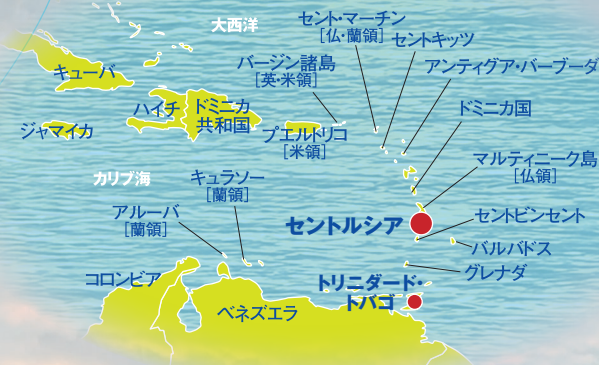 大西洋
セント・マーチン
[仏・蘭領]
セントキッツ
バージン諸島
[英・米領]
アンティグア・バーブーダ
キューバ
ハイチ
ドミニカ
共和国
ドミニカ国
ジャマイカ
プエルトリコ
[米領]
マルティニーク島
[仏領]
カリブ海
キュラソー
[蘭領]
アルーバ
[蘭領]
セントルシア
セントビンセント
バルバドス
グレナダ
コロンビア
トリニダード・
トバゴ
ベネズエラ